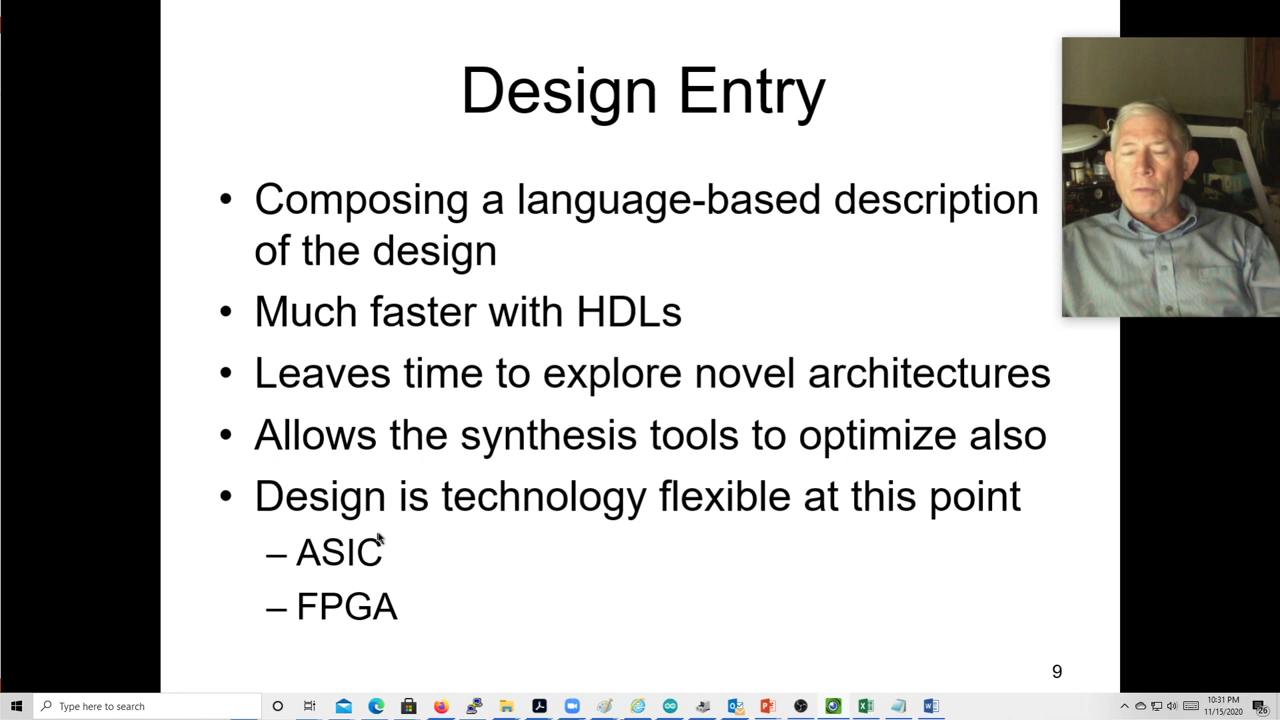 Design Entry
• Composing a language-based description
of the design
• Much faster with HDLs
• Leaves time to explore novel architectures
• Allows the synthesis tools to optimize also
• Design is technology flexible at this point
– ASIC
– FPGA
9
Type here to search
10:31 PM
11/15/2020
26